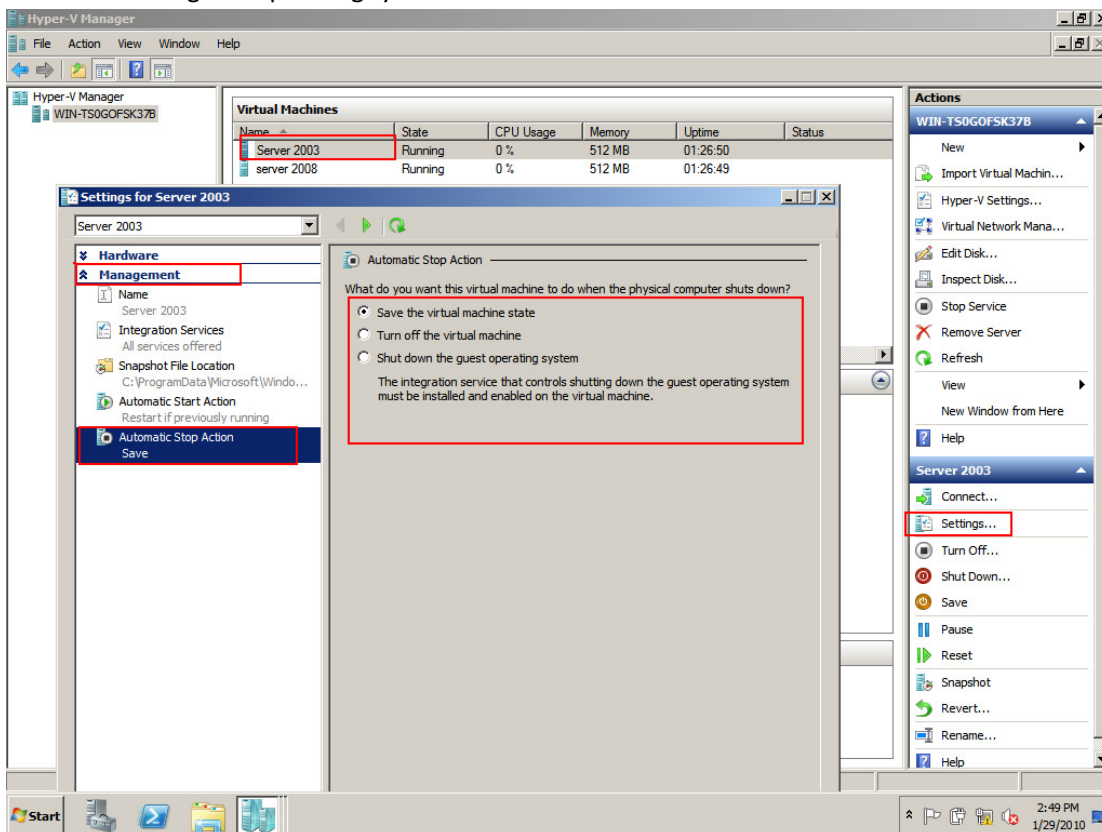 Hyper-V Manager
File Action View Window Help
Hyper-V Manager
WIN-TS0GOFSK37B
Virtual Machines
Name State CPU Usage Memory Uptime Status
Server 2003 Running 0 % 512 MB 01:26:50
server 2008 Running 0 % 512 MB 01:26:49
Settings for Server 2003
Server 2003
Hardware
Management
Name
Server 2003
Integration Services
All services offered
Snapshot File Location
C:\ProgramData\Microsoft\Windo...
Automatic Start Action
Restart if previously running
Automatic Stop Action
Save
Automatic Stop Action
What do you want this virtual machine to do when the physical computer shuts down?
Save the virtual machine state
Turn off the virtual machine
Shut down the guest operating system
The integration service that controls shutting down the guest operating system
must be installed and enabled on the virtual machine.
Actions
WIN-TS0GOFSK37B
New
Import Virtual Machin...
Hyper-V Settings...
Virtual Network Mana...
Edit Disk...
Inspect Disk...
Stop Service
Remove Server
Refresh
View
New Window from Here
Help
Server 2003
Connect...
Settings...
Turn Off...
Shut Down...
Save
Pause
Reset
Snapshot
Revert...
Rename...
Help
Start
2:49 PM
1/29/2010